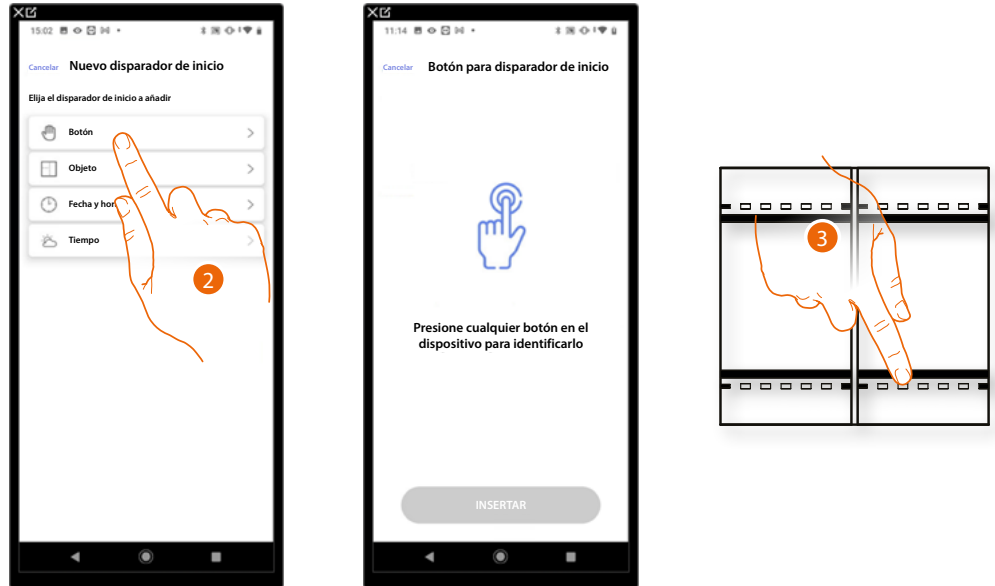 15:02
Cancelar Nuevo disparador de inicio
Elija el disparador de inicio a añadir
Botón
Objeto
Fecha y hor
Tiempo
2
11:14
Cancelar Botón para disparador de inicio
Presione cualquier botón en el
dispositivo para identificarlo
INSERTAR
3